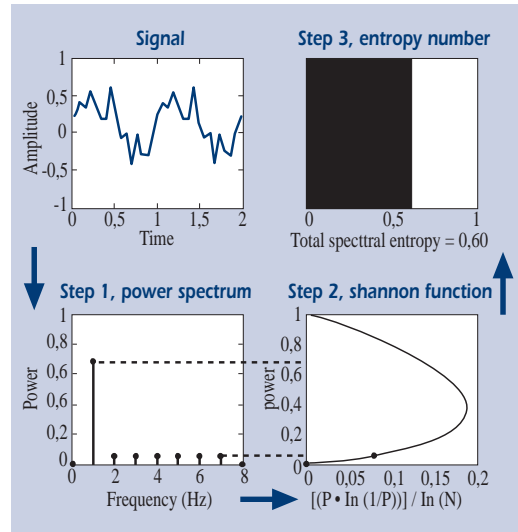 Signal
1
0,5
0
-0,5
-1
Amplitude
0 0,5 1 1,5 2
Time
Step 3, entropy number
0 0,5 1
Total specttral entropy = 0,60
Step 1, power spectrum
1
0,8
0,6
0,4
0,2
0
Power
0 2 4 6 8
Frequency (Hz)
Step 2, shannon function
1
0,8
0,6
0,4
0,2
0
power
0 0,05 0,1 0,15 0,2
[(P • In (1/P))] / In (N)